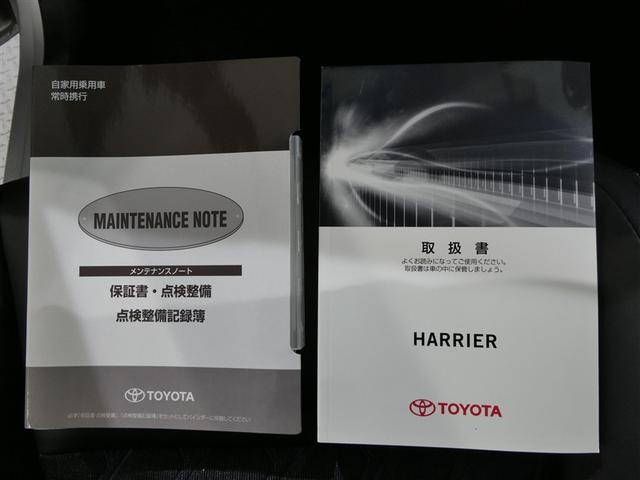 自家用乗用車
常時携行
MAINTENANCE NOTE
メンテナンスノート
保証書・点検整備
点検整備記録簿
TOYOTA
取扱書
よくお読みになってご使用ください。
取扱書は車の中に保管しましょう。
HARRIER
TOYOTA